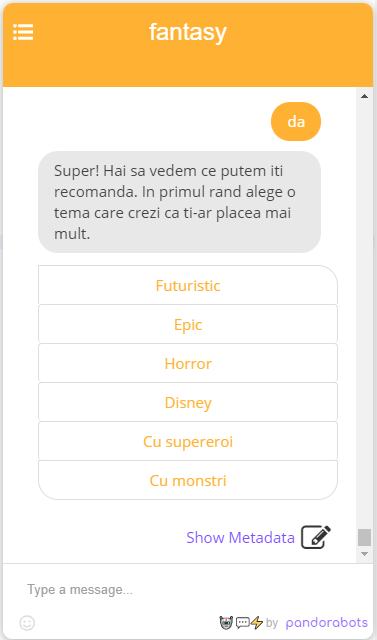 fantasy
da
Super! Hai sa vedem ce putem iti
recomanda. In primul rand alege o
tema care crezi ca ti-ar placea mai
mult.
Futuristic
Epic
Horror
Disney
Cu supereroi
Cu monstri
Show Metadata
Type a message...
by pandorabots